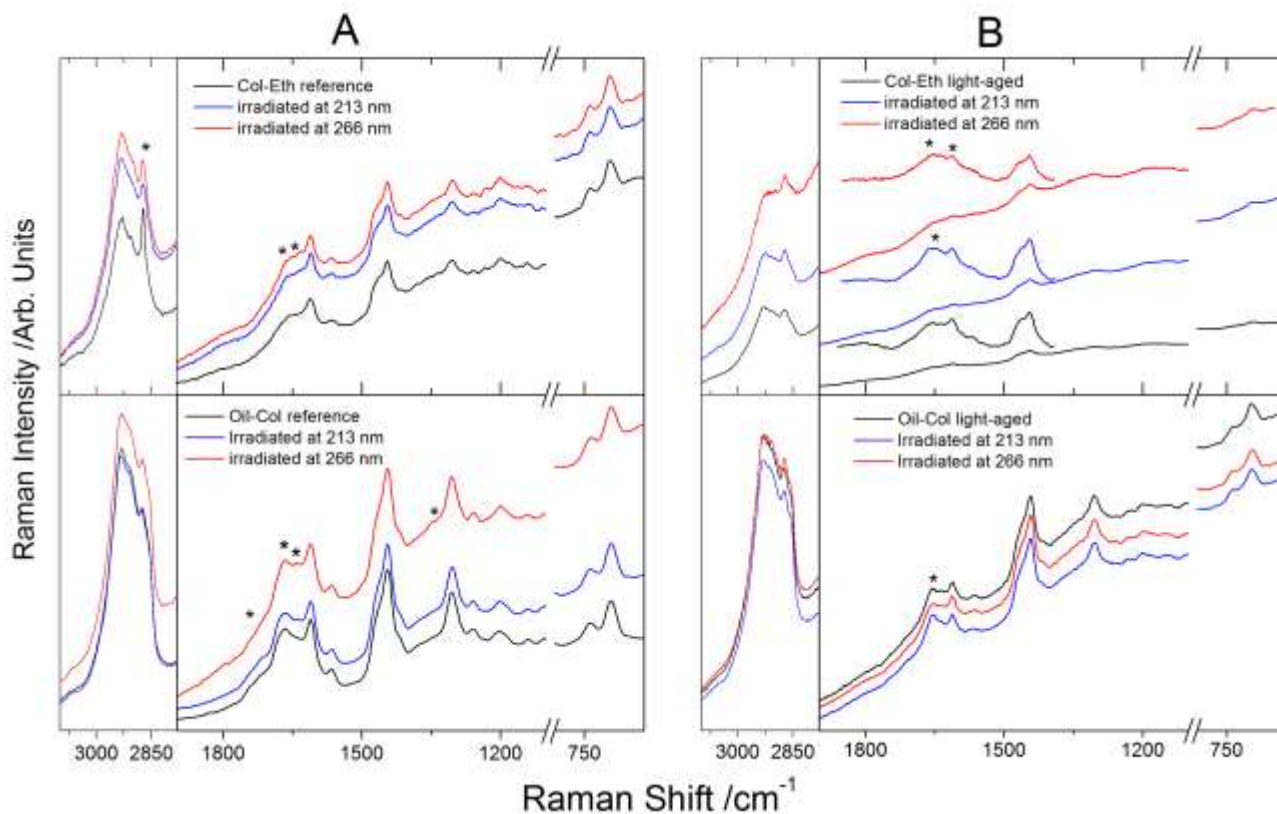 A
B
Raman Intensity /Arb. Units
Col-Eth reference
irradiated at 213 nm
irradiated at 266 nm
*
* *
Col-Eth light-aged
irradiated at 213 nm
irradiated at 266 nm
* *
*
Oil-Col reference
Irradiated at 213 nm
irradiated at 266 nm
* * * *
Oil-Col light-aged
Irradiated at 213 nm
Irradiated at 266 nm
*
3000 2850 1800 1500 1200 750
3000 2850 1800 1500 1200 750
Raman Shift /cm⁻¹